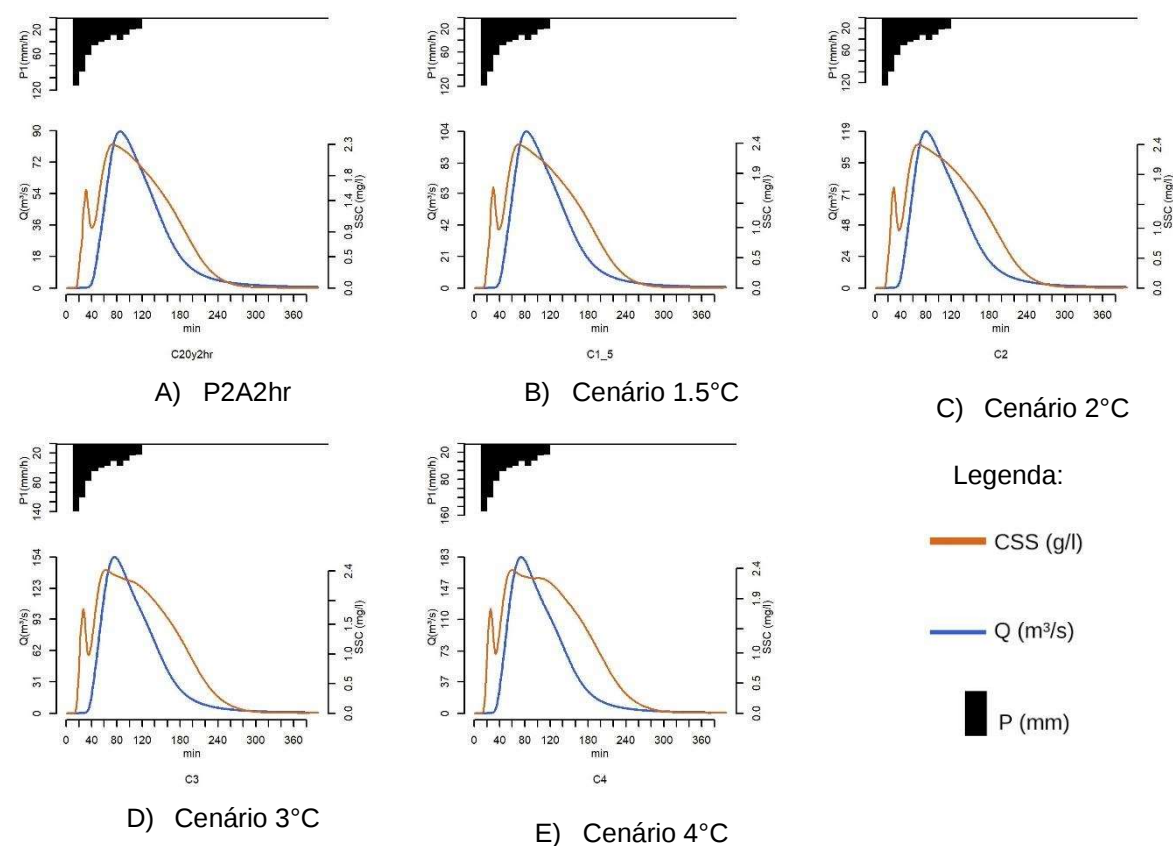 P1(mm/h)
20
60
120
Q(m³/s)
90
72
54
36
18
0
SSC (mg/l)
2.3
1.8
1.4
0.9
0.5
0.0
0 40 80 120 180 240 300 360
min
C20y2hr
A) P2A2hr
P1(mm/h)
20
60
120
Q(m³/s)
104
83
63
42
21
0
SSC (mg/l)
2.4
1.9
1.0
0.5
0.0
0 40 80 120 180 240 300 360
min
C1_5
B) Cenário 1.5°C
P1(mm/h)
20
60
120
Q(m³/s)
119
95
71
48
24
0
SSC (mg/l)
2.4
1.9
1.0
0.5
0.0
0 40 80 120 180 240 300 360
min
C2
C) Cenário 2°C
P1(mm/h)
20
80
140
Q(m³/s)
154
123
93
62
31
0
SSC (mg/l)
2.4
1.5
1.0
0.5
0.0
0 40 80 120 180 240 300 360
min
C3
D) Cenário 3°C
P1(mm/h)
20
80
160
Q(m³/s)
183
147
110
73
37
0
SSC (mg/l)
2.4
1.9
1.0
0.5
0.0
0 40 80 120 180 240 300 360
min
C4
E) Cenário 4°C
Legenda:
CSS (g/l)
Q (m³/s)
P (mm)